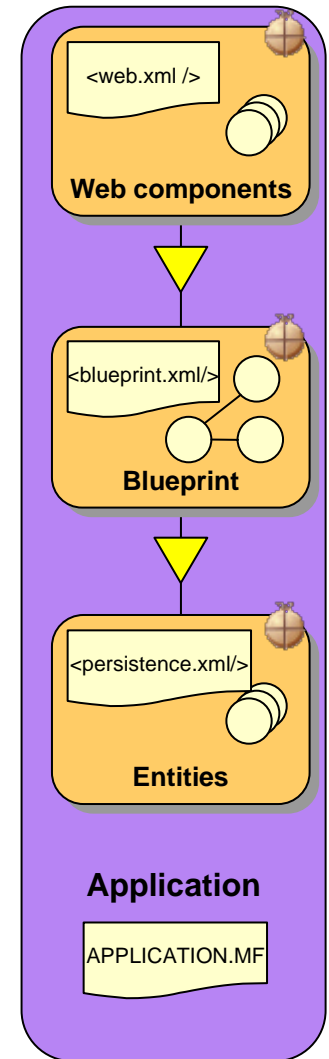 <web.xml />
Web components
<blueprint.xml/>
Blueprint
<persistence.xml/>
Entities
Application
APPLICATION.MF